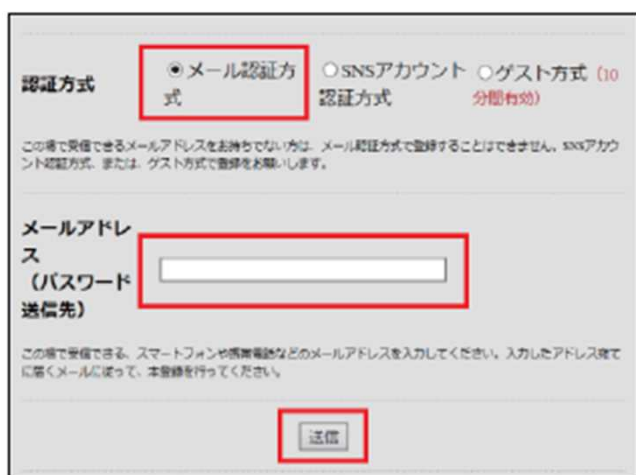 認証方式
メール認証方
式
SNSアカウント
認証方式
ゲスト方式（10
分間有効）
この場で受信できるメールアドレスをお持ちでない方は、メール認証方式で登録することはできません。SNSアカウ
ント認証方式、または、ゲスト方式で登録をお願いします。
メールアドレ
ス
（パスワード
送信先）
この場で受信できる、スマートフォンや携帯電話などのメールアドレスを入力してください。入力したアドレス宛て
に届くメールに従って、本登録を行ってください。
送信